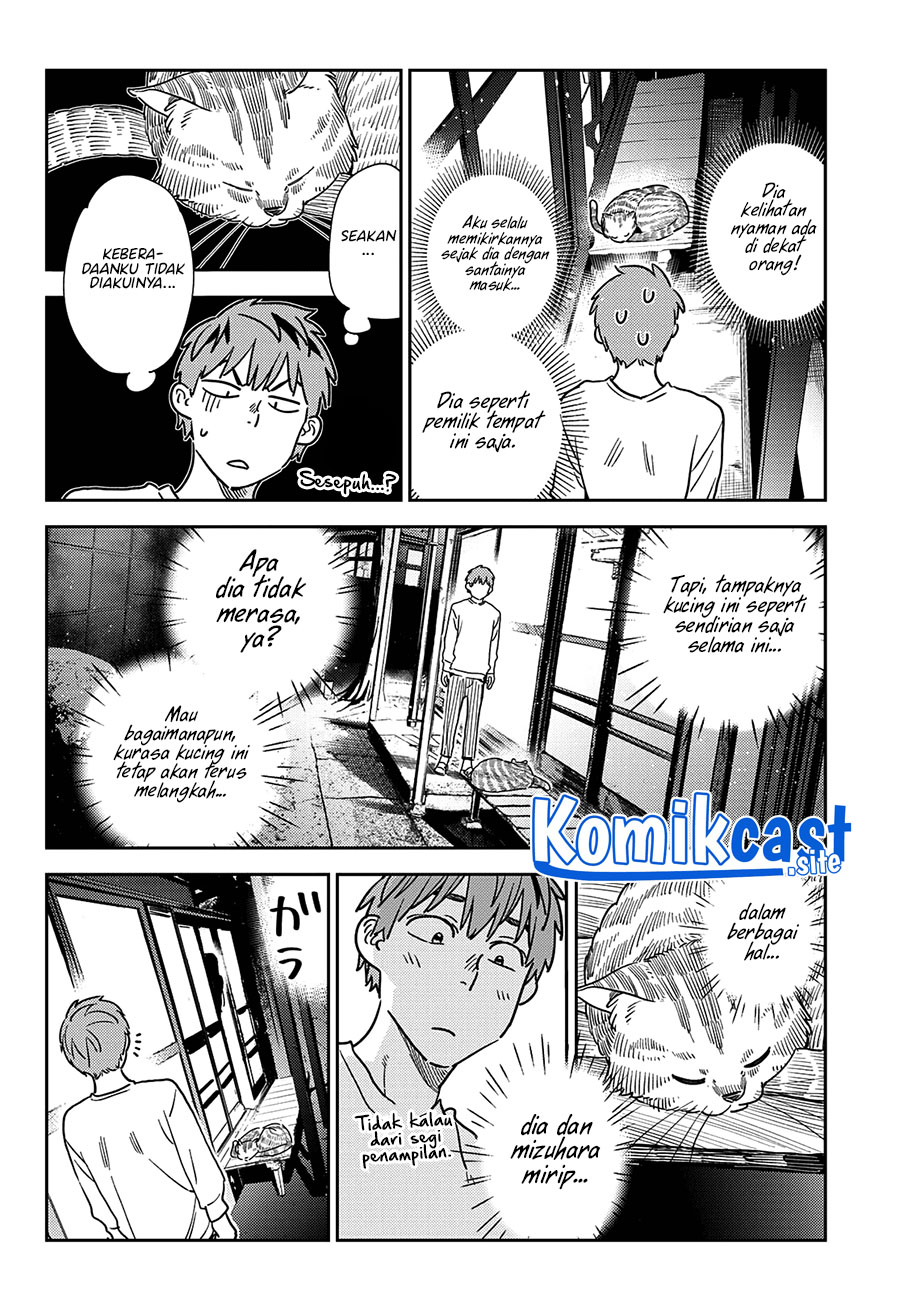 Dia
kelihatan
nyaman ada
di dekat
orang!
Aku selalu
memikirkannya
sejak dia dengan
santainya
masuk...
Dia seperti
pemilik tempat
ini saja.
SEAKAN
...
KEBERA-
DAANKU TIDAK
DIAKUINYA...
Sesepuh...?
Tapi, tampaknya
kucing ini seperti
sendirian saja
selama ini...
Apa
dia tidak
merasa,
ya?
Mau
bagaimanapun,
kurasa kucing ini
tetap akan terus
melangkah...
Komikcast
.site
dalam
berbagai
hal...
dia dan
mizuhara
mirip...
Tidak kalau
dari segi
penampilan.
ガラ